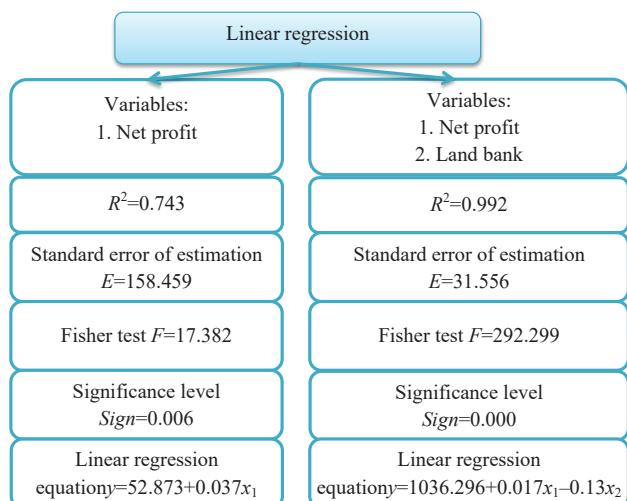 Linear regression
Variables:
1. Net profit
R²=0.743
Standard error of estimation
E=158.459
Fisher test F=17.382
Significance level
Sign=0.006
Linear regression
equationy=52.873+0.037x₁
Variables:
1. Net profit
2. Land bank
R²=0.992
Standard error of estimation
E=31.556
Fisher test F=292.299
Significance level
Sign=0.000
Linear regression
equationy=1036.296+0.017x₁–0.13x₂